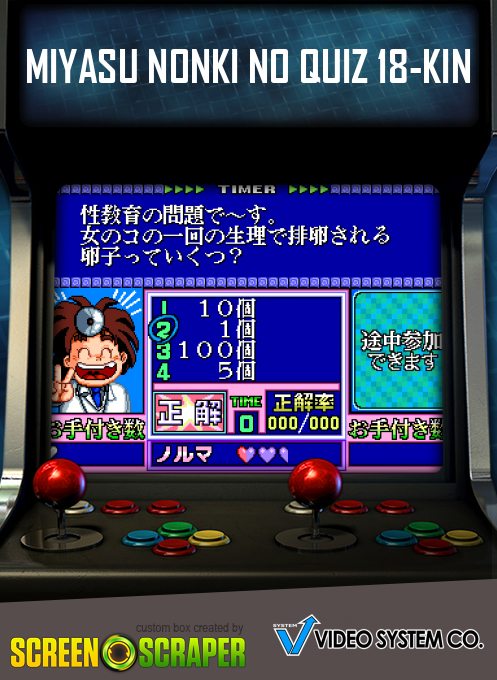 MIYASU NONKI NO QUIZ 18-KIN
TIMER
性教育の問題で～す。
女のコの一回の生理で排卵される
卵子っていくつ？
1 10個
2 1個
3 100個
4 5個
途中参加
できます
正解
TIME
0
正解率
000/000
お手付き数
お手付き数
ノルマ
custom box created by
SCREEN SCRAPER
SYSTEM
VIDEO SYSTEM CO.